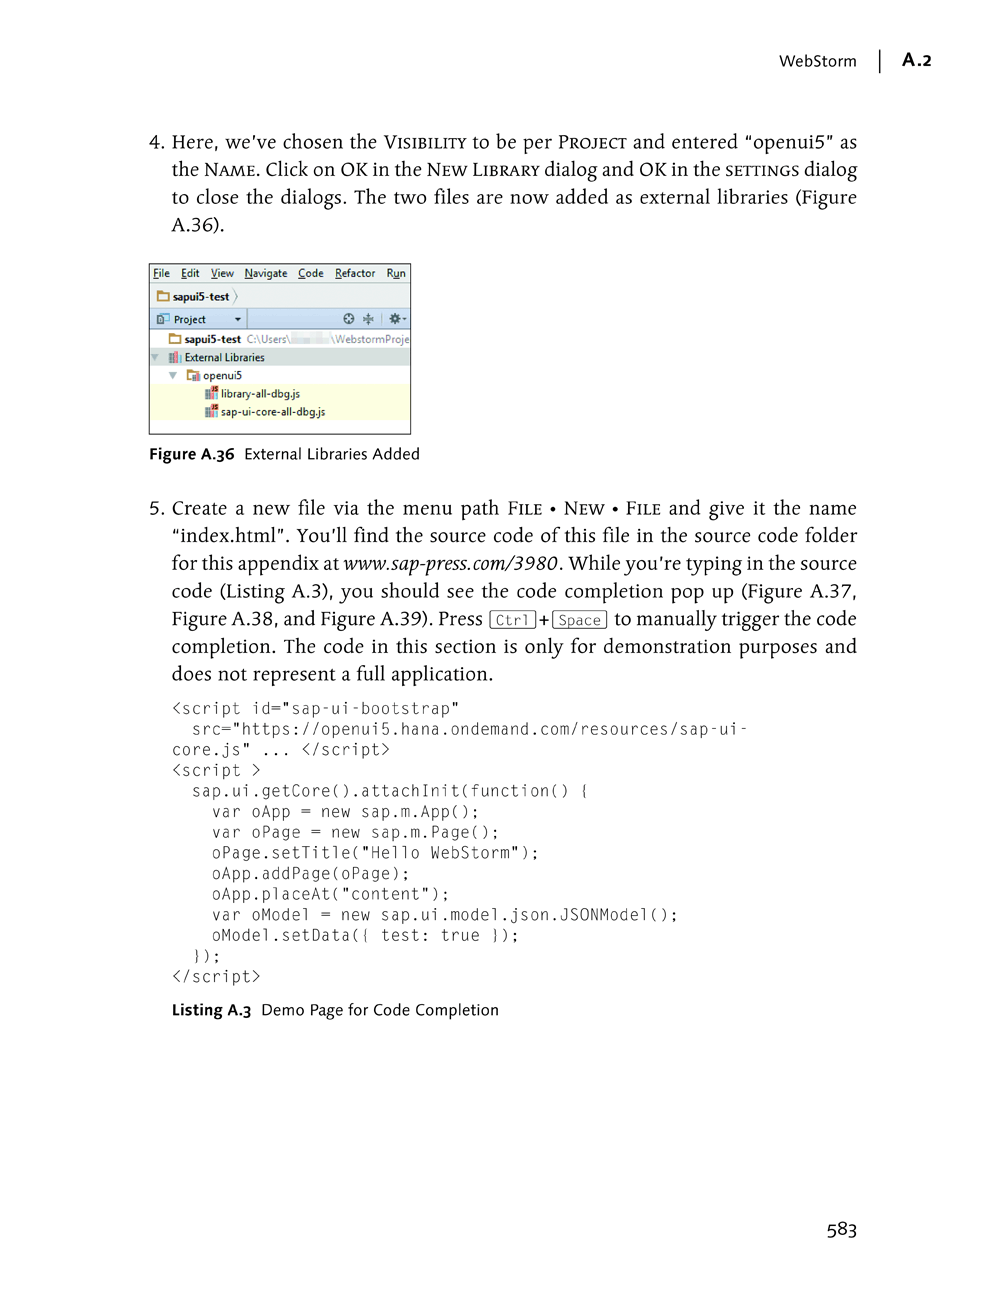 WebStorm | A.2
4. Here, we’ve chosen the VISIBILITY to be per PROJECT and entered “openui5” as
the NAME. Click on OK in the NEW LIBRARY dialog and OK in the SETTINGS dialog
to close the dialogs. The two files are now added as external libraries (Figure
A.36).
File Edit View Navigate Code Refactor Run
sapui5-test
Project
sapui5-test C:\Users\ \WebstormProje
External Libraries
openui5
library-all-dbg.js
sap-ui-core-all-dbg.js
Figure A.36 External Libraries Added
5. Create a new file via the menu path FILE • NEW • FILE and give it the name
“index.html”. You’ll find the source code of this file in the source code folder
for this appendix at www.sap-press.com/3980. While you’re typing in the source
code (Listing A.3), you should see the code completion pop up (Figure A.37,
Figure A.38, and Figure A.39). Press Ctrl+Space to manually trigger the code
completion. The code in this section is only for demonstration purposes and
does not represent a full application.
<script id="sap-ui-bootstrap"
src="https://openui5.hana.ondemand.com/resources/sap-ui-
core.js" ... </script>
<script >
sap.ui.getCore().attachInit(function() {
var oApp = new sap.m.App();
var oPage = new sap.m.Page();
oPage.setTitle("Hello WebStorm");
oApp.addPage(oPage);
oApp.placeAt("content");
var oModel = new sap.ui.model.json.JSONModel();
oModel.setData({ test: true });
});
</script>
Listing A.3 Demo Page for Code Completion
583